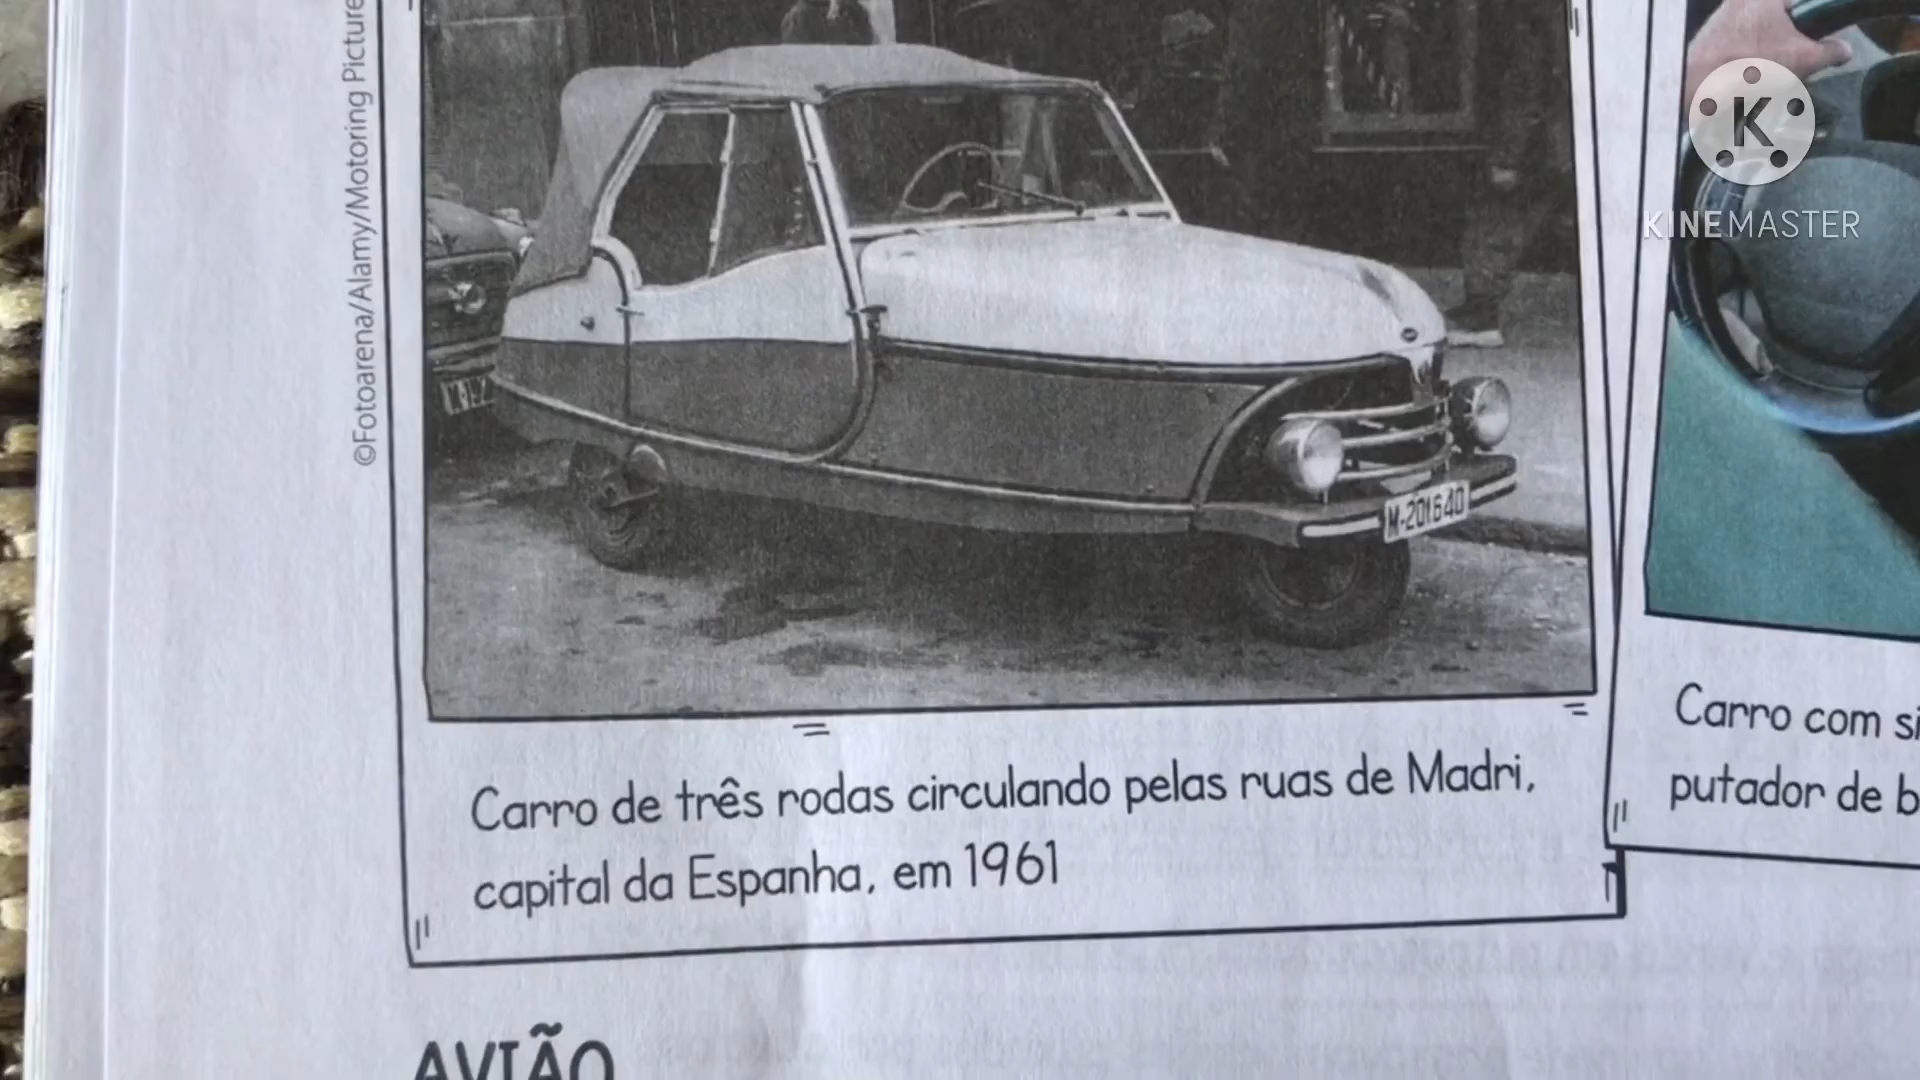 ©Fotoarena/Alamy/Motoring Picture
K
KINEMASTER
M-201640
Carro de três rodas circulando pelas ruas de Madri,
capital da Espanha, em 1961
Carro com si
putador de b
AVIÃO